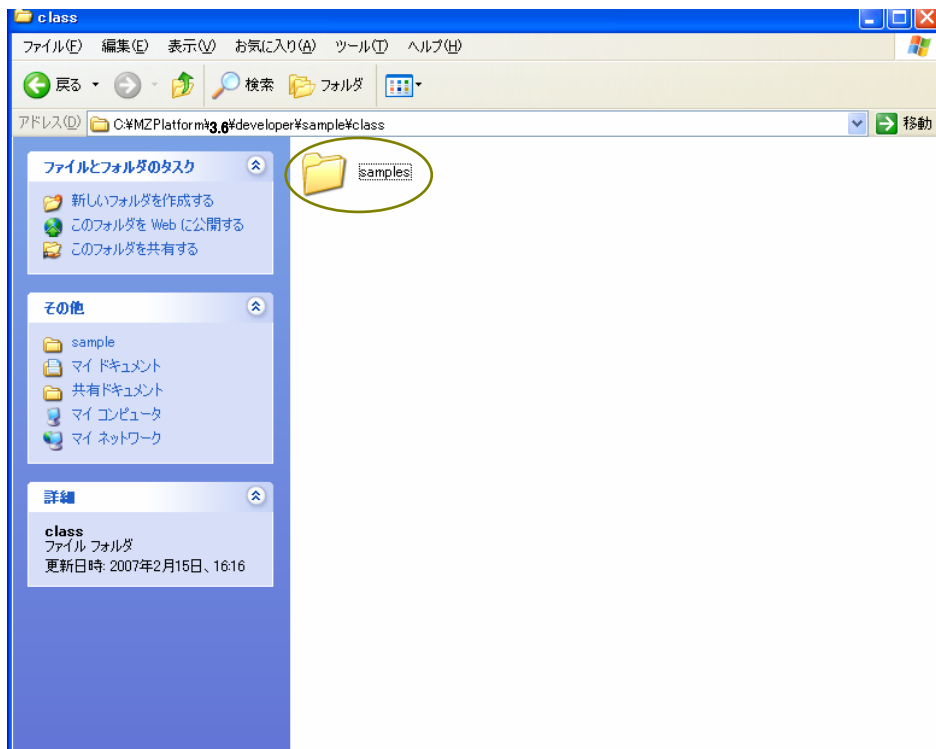 class
ファイル(F) 編集(E) 表示(V) お気に入り(A) ツール(T) ヘルプ(H)
戻る 検索 フォルダ
アドレス(D) C:¥MZPlatform¥3.6¥developer¥sample¥class 移動
ファイルとフォルダのタスク
新しいフォルダを作成する
このフォルダを Web に公開する
このフォルダを共有する
その他
sample
マイ ドキュメント
共有ドキュメント
マイ コンピュータ
マイ ネットワーク
詳細
class
ファイル フォルダ
更新日時: 2007年2月15日、16:16
samples